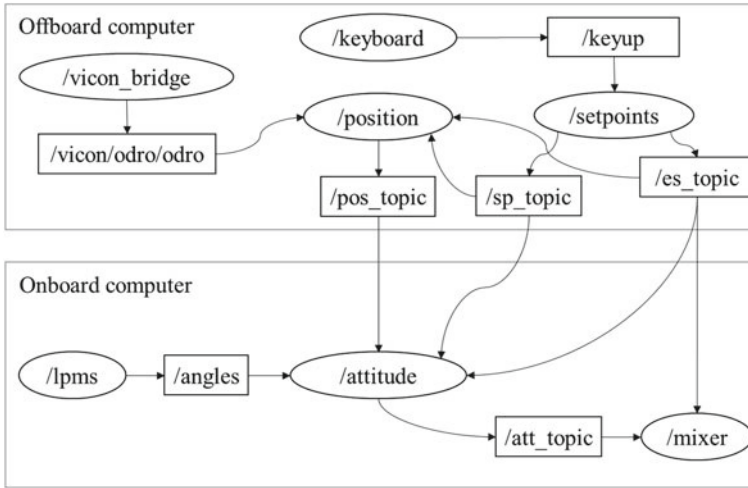 Offboard computer
/keyboard
/keyup
/vicon_bridge
/position
/setpoints
/vicon/odro/odro
/pos_topic
/sp_topic
/es_topic
Onboard computer
/lpms
/angles
/attitude
/att_topic
/mixer